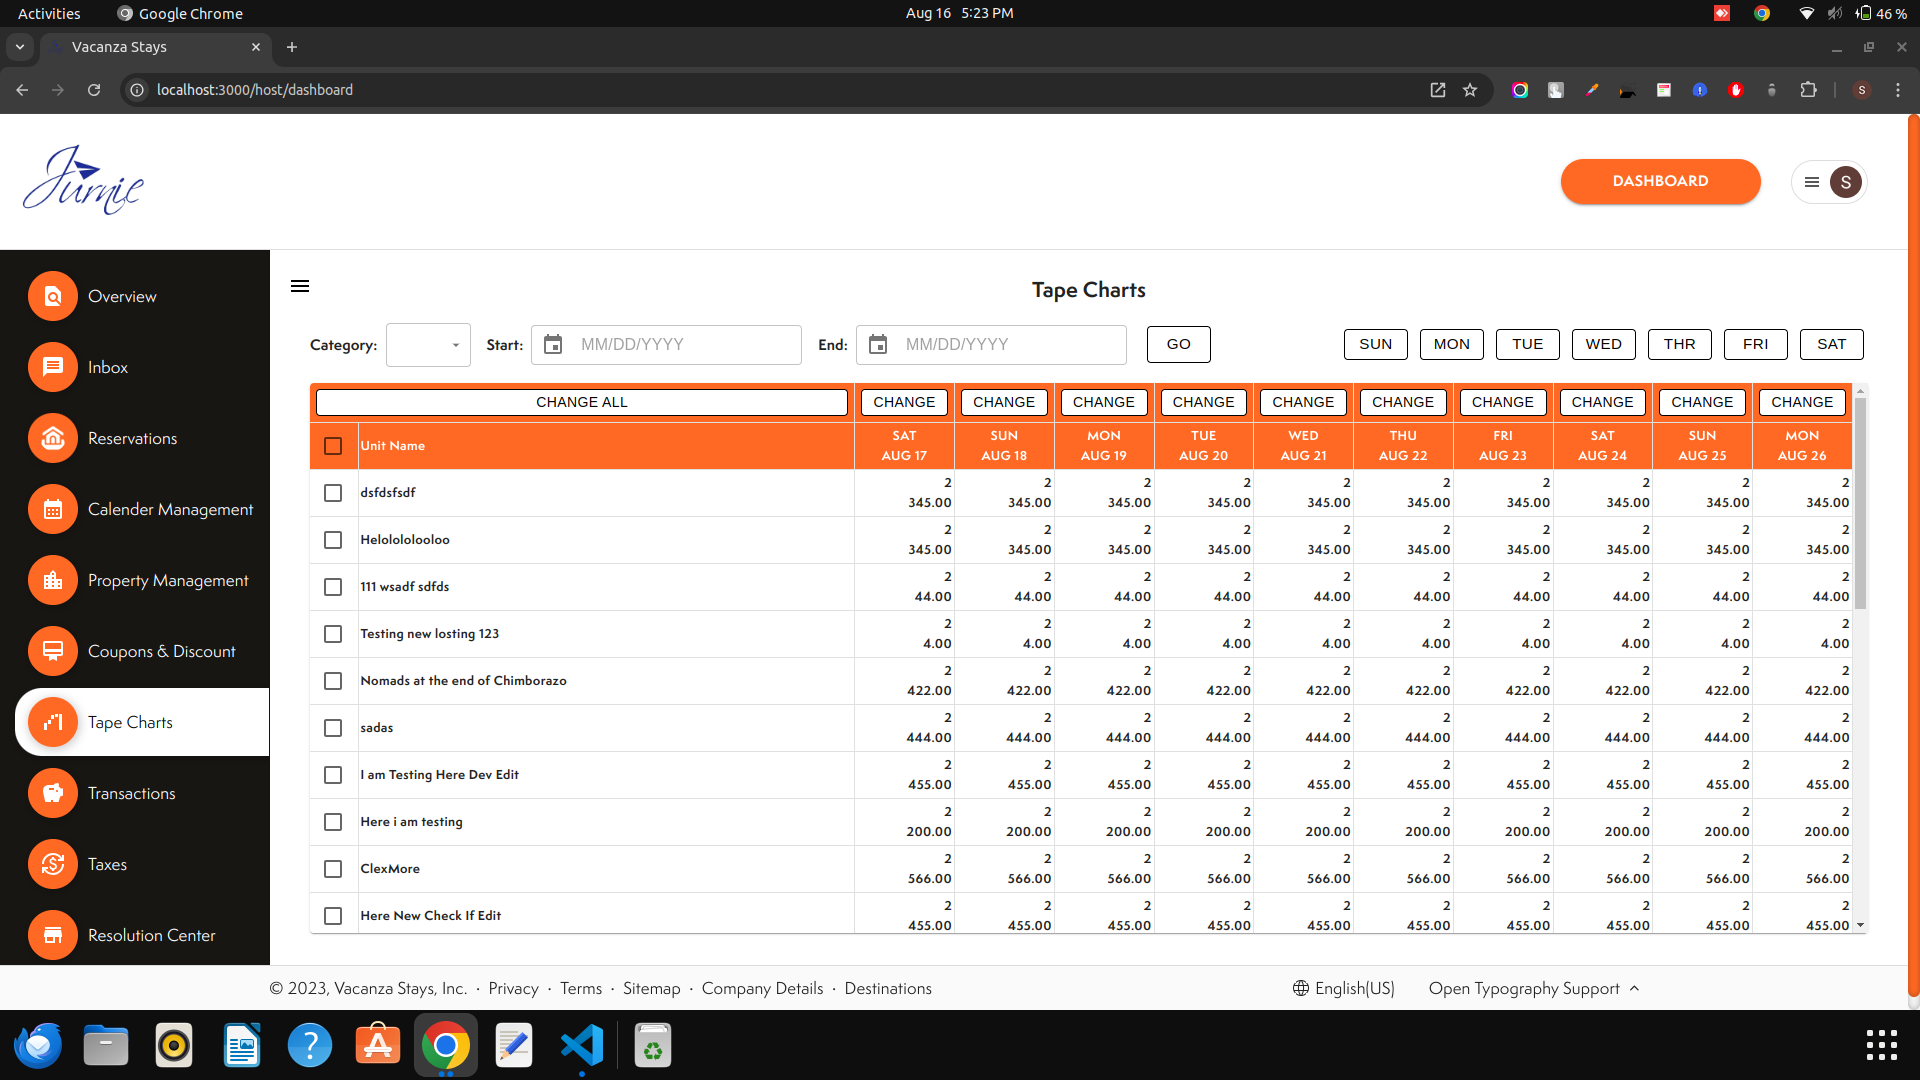 Activities Google Chrome Aug 16 5:23 PM 46 %
Vacanza Stays
localhost:3000/host/dashboard S
Jurnie DASHBOARD S
Tape Charts
Overview
Inbox
Reservations
Calender Management
Property Management
Coupons & Discount
Tape Charts
Transactions
Taxes
Resolution Center
Category: Start: MM/DD/YYYY End: MM/DD/YYYY GO SUN MON TUE WED THR FRI SAT
CHANGE ALL CHANGE CHANGE CHANGE CHANGE CHANGE CHANGE CHANGE CHANGE CHANGE CHANGE
Unit Name SAT SUN MON TUE WED THU FRI SAT SUN MON
AUG 17 AUG 18 AUG 19 AUG 20 AUG 21 AUG 22 AUG 23 AUG 24 AUG 25 AUG 26
dsfdsfsdf 2 2 2 2 2 2 2 2 2 2
345.00 345.00 345.00 345.00 345.00 345.00 345.00 345.00 345.00 345.00
Helolololooloo 2 2 2 2 2 2 2 2 2 2
345.00 345.00 345.00 345.00 345.00 345.00 345.00 345.00 345.00 345.00
111 wsadf sdfds 2 2 2 2 2 2 2 2 2 2
44.00 44.00 44.00 44.00 44.00 44.00 44.00 44.00 44.00 44.00
Testing new losting 123 2 2 2 2 2 2 2 2 2 2
4.00 4.00 4.00 4.00 4.00 4.00 4.00 4.00 4.00 4.00
Nomads at the end of Chimborazo 2 2 2 2 2 2 2 2 2 2
422.00 422.00 422.00 422.00 422.00 422.00 422.00 422.00 422.00 422.00
sadas 2 2 2 2 2 2 2 2 2 2
444.00 444.00 444.00 444.00 444.00 444.00 444.00 444.00 444.00 444.00
I am Testing Here Dev Edit 2 2 2 2 2 2 2 2 2 2
455.00 455.00 455.00 455.00 455.00 455.00 455.00 455.00 455.00 455.00
Here i am testing 2 2 2 2 2 2 2 2 2 2
200.00 200.00 200.00 200.00 200.00 200.00 200.00 200.00 200.00 200.00
ClexMore 2 2 2 2 2 2 2 2 2 2
566.00 566.00 566.00 566.00 566.00 566.00 566.00 566.00 566.00 566.00
Here New Check If Edit 2 2 2 2 2 2 2 2 2 2
455.00 455.00 455.00 455.00 455.00 455.00 455.00 455.00 455.00 455.00
© 2023, Vacanza Stays, Inc. · Privacy · Terms · Sitemap · Company Details · Destinations English(US) Open Typography Support